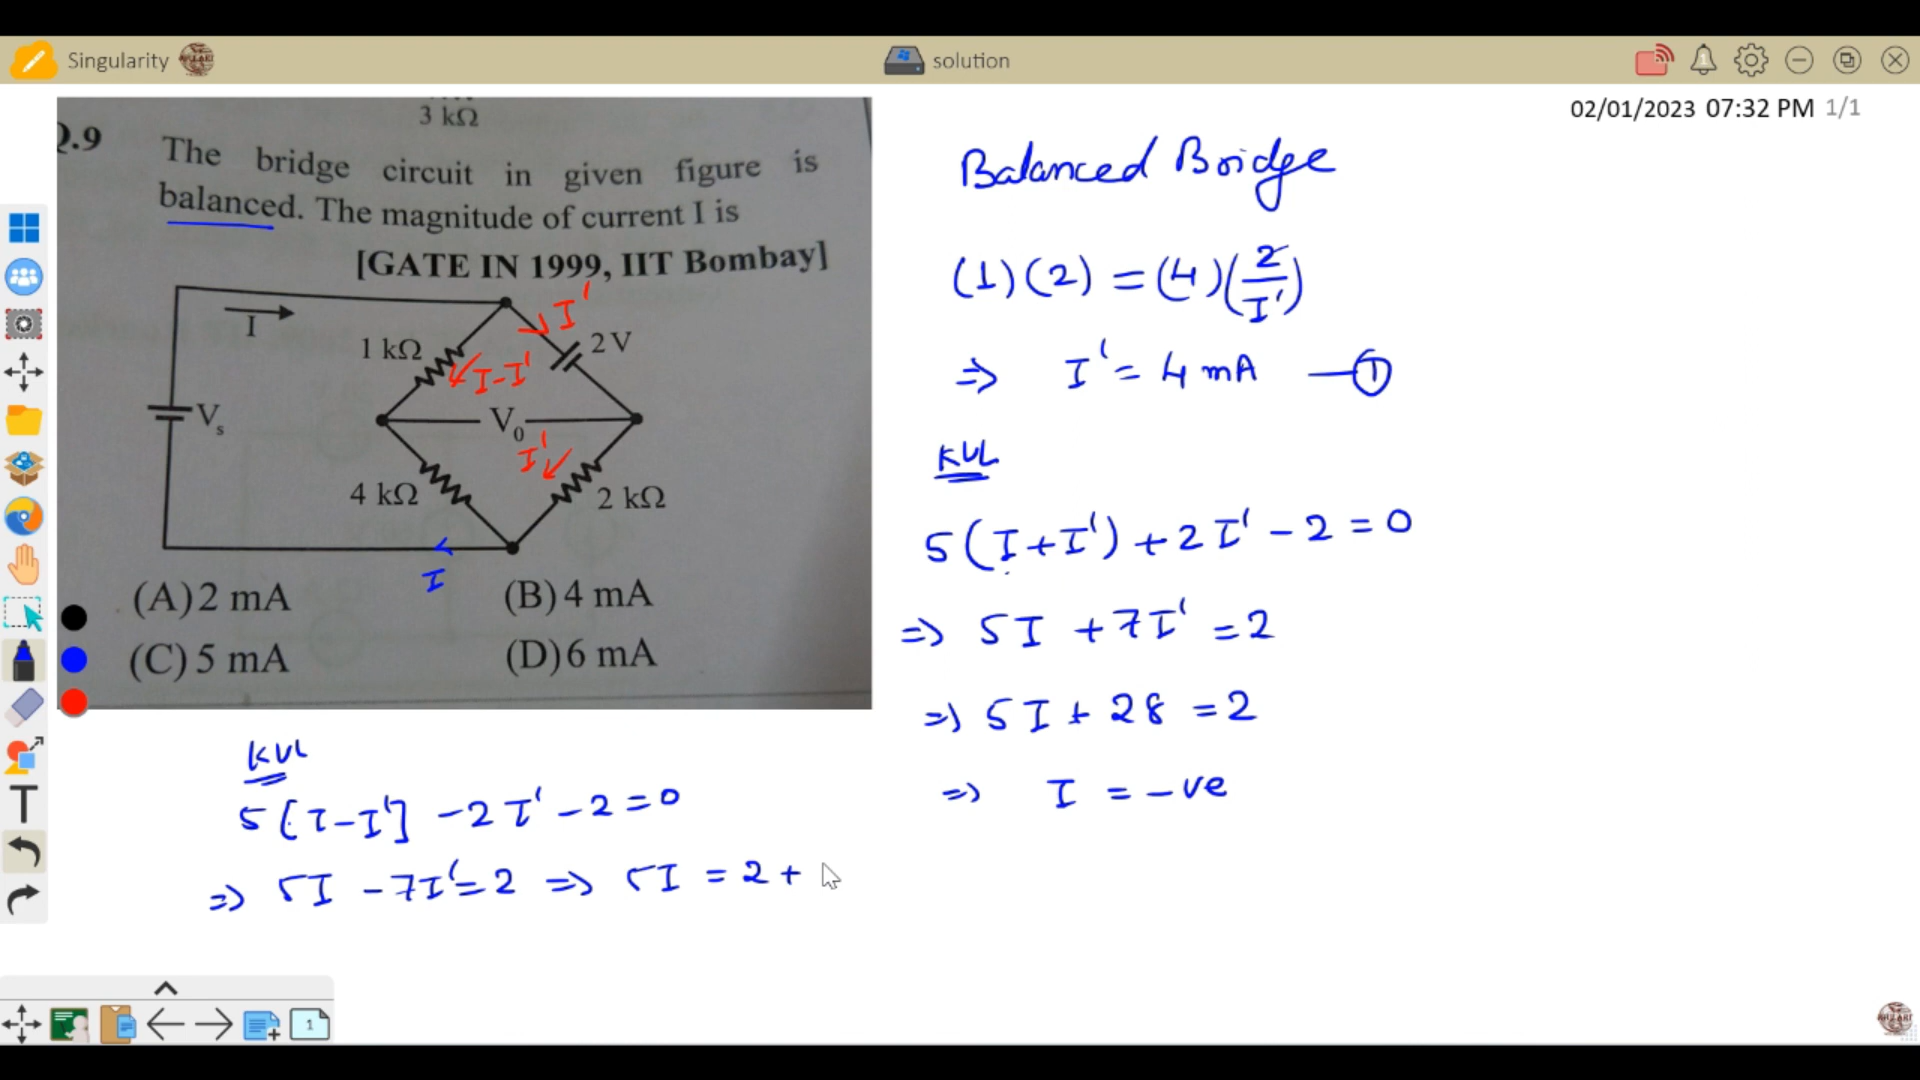 Singularity
solution
02/01/2023 07:32 PM 1/1
3 kΩ
Q.9 The bridge circuit in given figure is
balanced. The magnitude of current I is
[GATE IN 1999, IIT Bombay]
I
I'
1 kΩ
2 V
I-I'
Vs
V0
I'
4 kΩ
2 kΩ
I
(A) 2 mA
(B) 4 mA
(C) 5 mA
(D) 6 mA
KVL
5[I-I'] -2I' -2=0
=> 5I -7I'=2 => 5I = 2+
Balanced Bridge
(1)(2) = (4)(2/I')
=> I' = 4 mA —①
KVL
5(I+I')+2I'-2=0
=> 5I +7I' =2
=> 5I + 28 =2
=> I = -ve
T
1